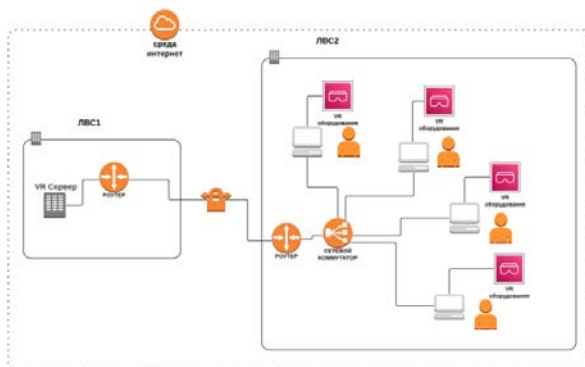 среда
интернет
ЛВС2
ЛВС1
VR Сервер
РОУТЕР
VR
оборудование
VR
оборудование
VR
оборудование
РОУТЕР
СЕТЕВОЙ
КОММУТАТОР
VR
оборудование